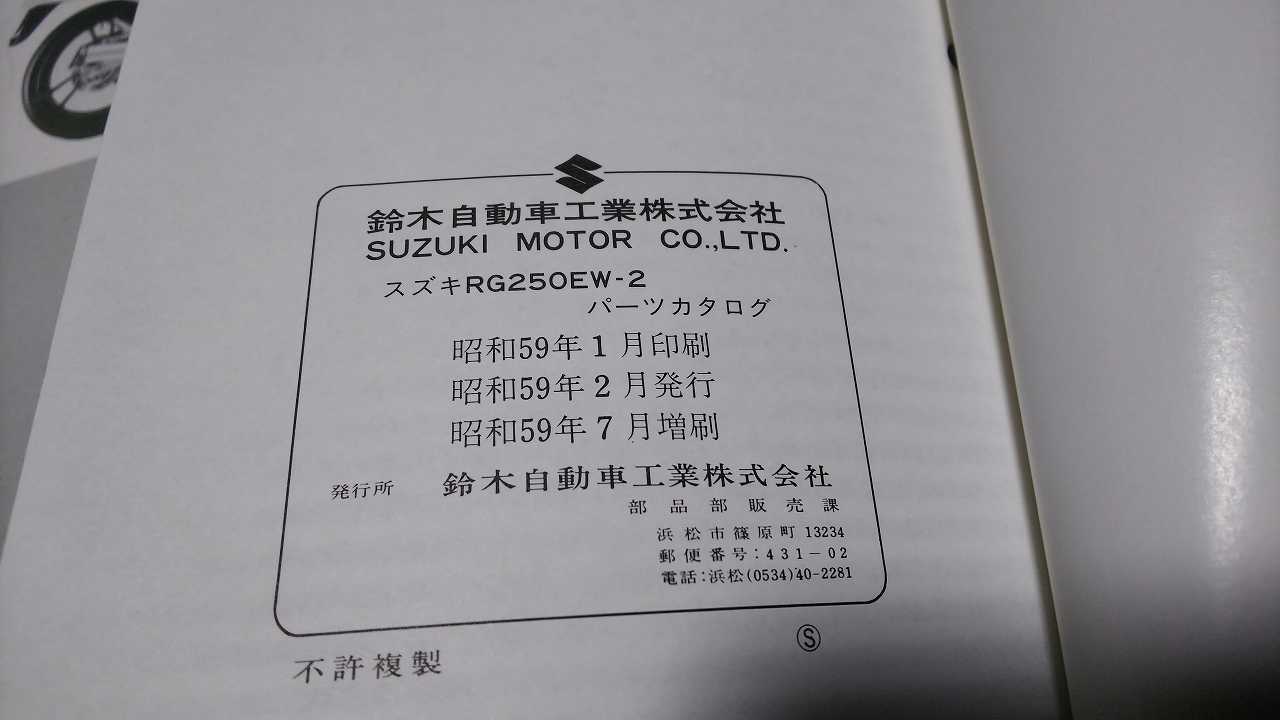 鈴木自動車工業株式会社
SUZUKI MOTOR CO.,LTD.
スズキRG250EW-2
パーツカタログ
昭和59年1月印刷
昭和59年2月発行
昭和59年7月増刷
発行所 鈴木自動車工業株式会社
部品部販売課
浜松市篠原町13234
郵便番号:431-02
電話:浜松(0534)40-2281
Ⓢ
不許複製